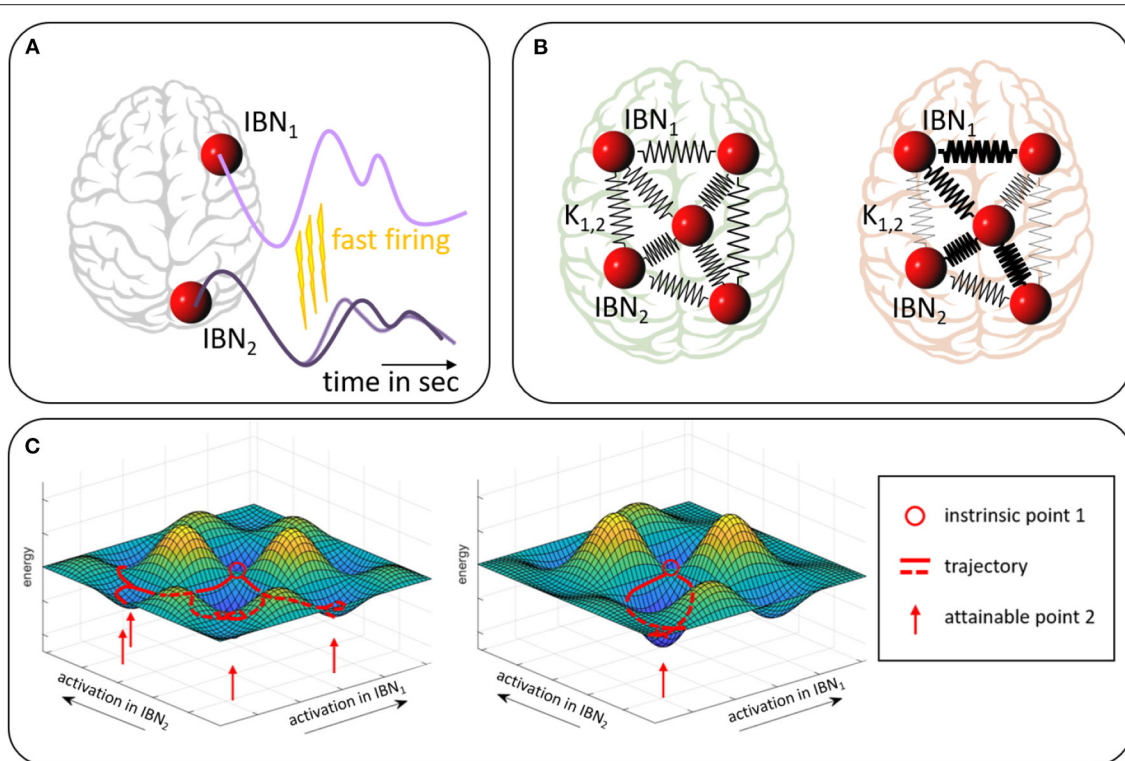 A
IBN1
fast firing
IBN2
time in sec
B
IBN1
K1,2
IBN2
IBN1
K1,2
IBN2
C
energy
activation in IBN2
activation in IBN1
energy
activation in IBN2
activation in IBN1
instrinsic point 1
trajectory
attainable point 2